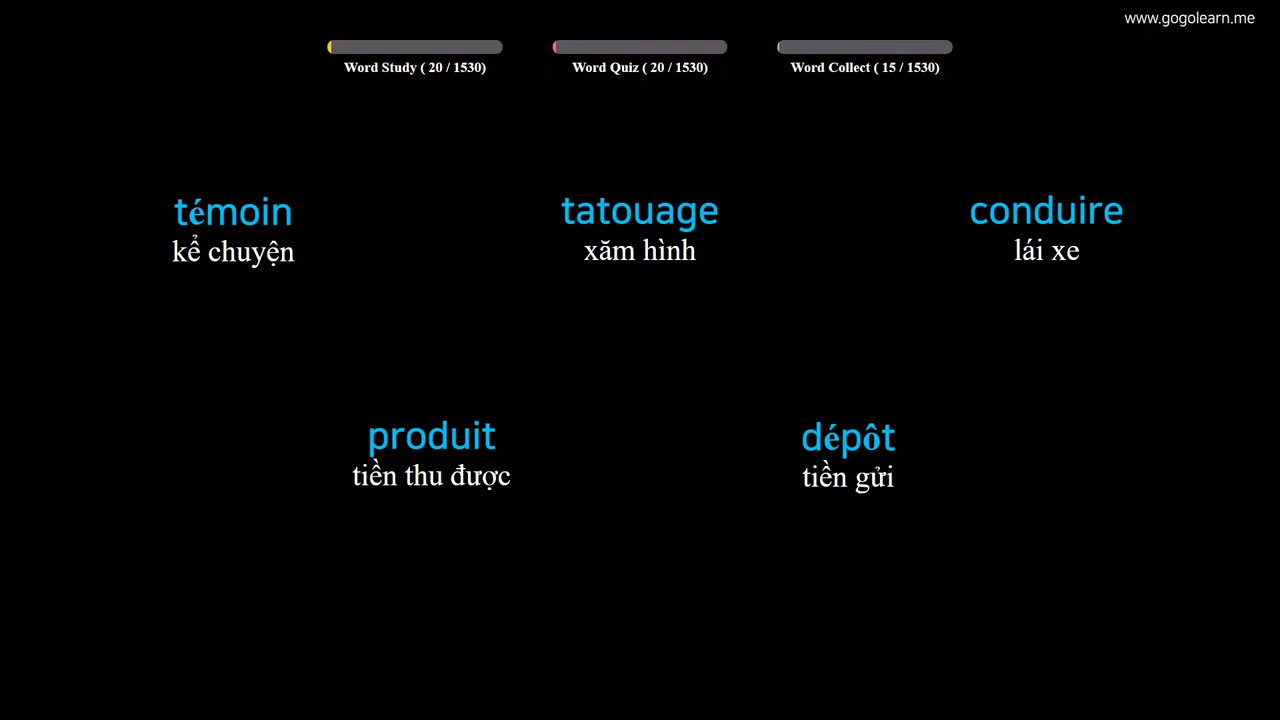 www.gogolearn.me
Word Study ( 20 / 1530)
Word Quiz ( 20 / 1530)
Word Collect ( 15 / 1530)
témoin
kể chuyện
tatouage
xăm hình
conduire
lái xe
produit
tiền thu được
dépôt
tiền gửi